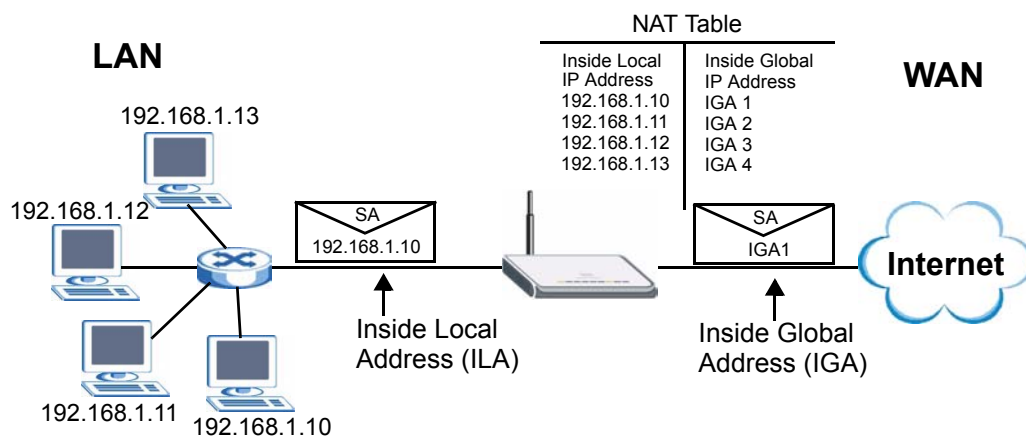 NAT Table
LAN
WAN
Inside Local
IP Address
192.168.1.10
192.168.1.11
192.168.1.12
192.168.1.13
Inside Global
IP Address
IGA 1
IGA 2
IGA 3
IGA 4
192.168.1.13
192.168.1.12
192.168.1.11
192.168.1.10
SA
192.168.1.10
SA
IGA1
Internet
Inside Local
Address (ILA)
Inside Global
Address (IGA)